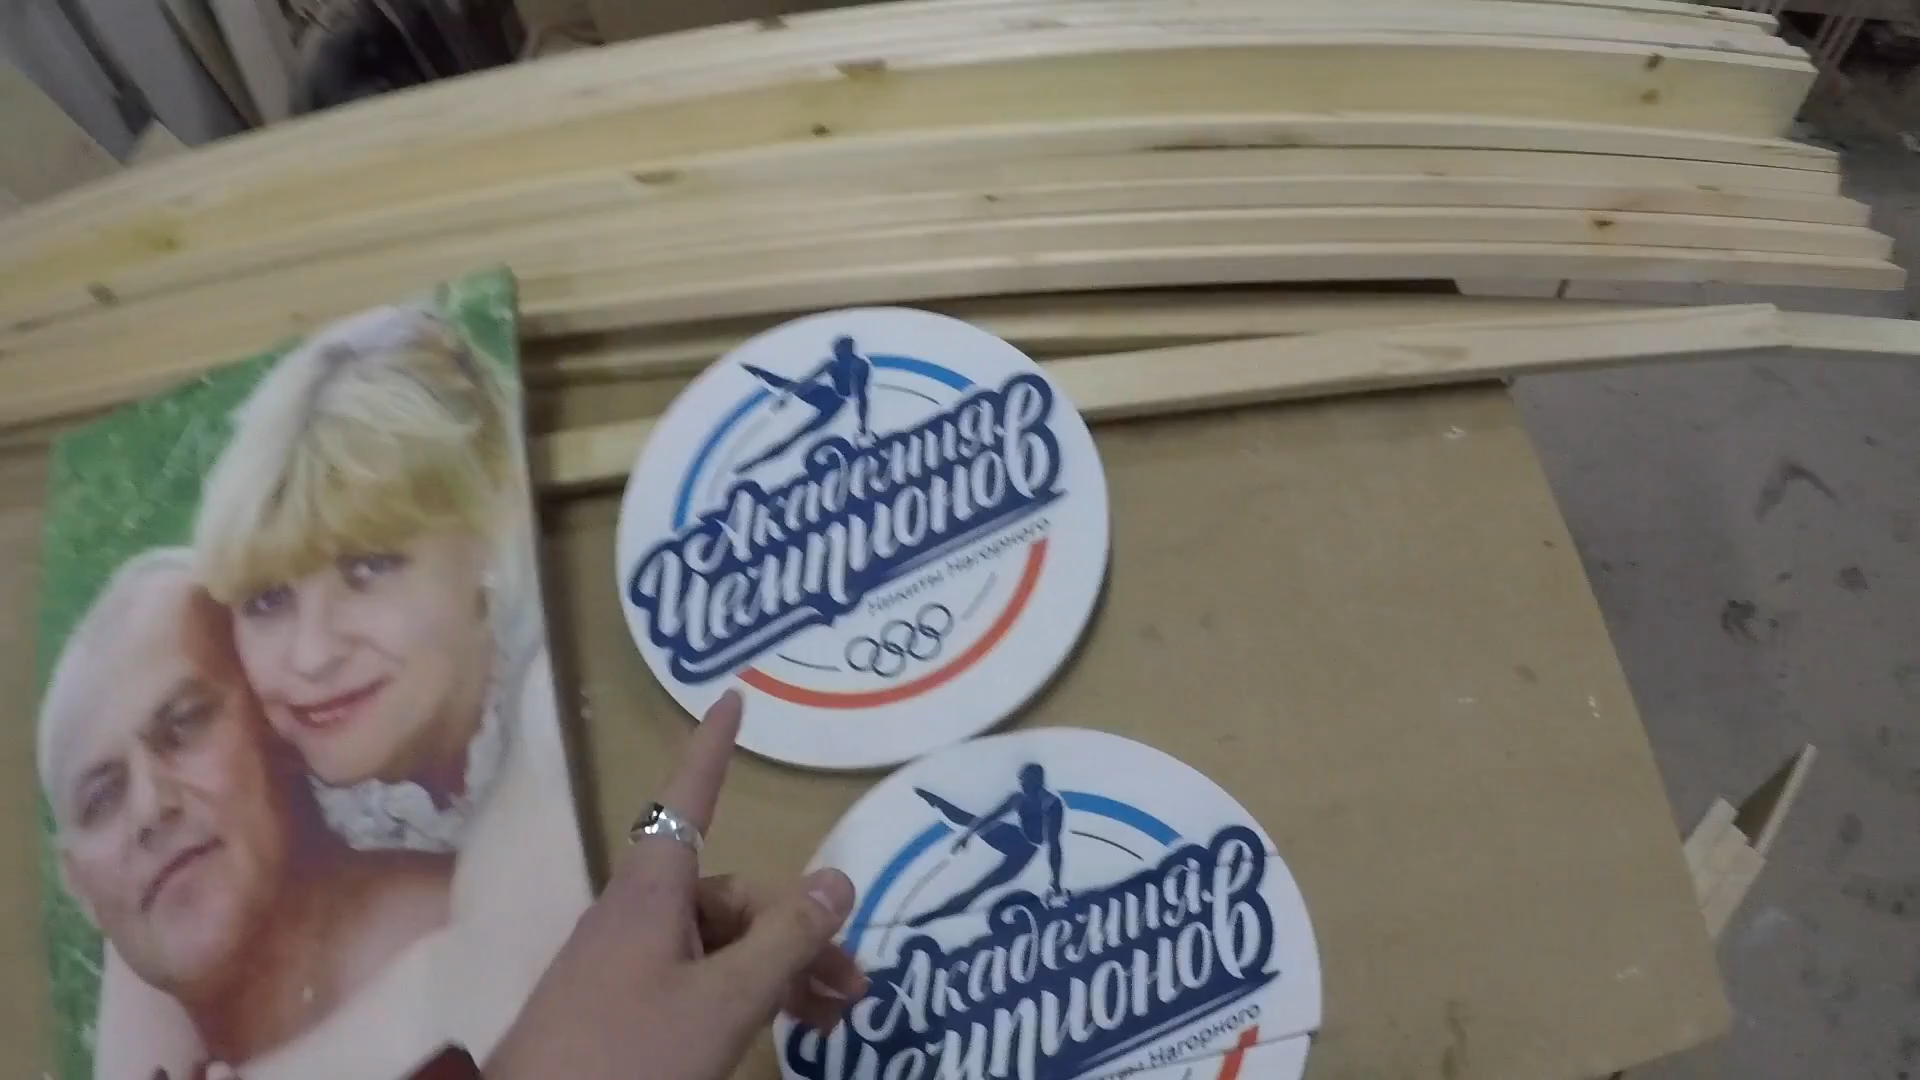 Академия
Чемпионов
Никиты Нагорного
Академия
Чемпионов
Нагорного